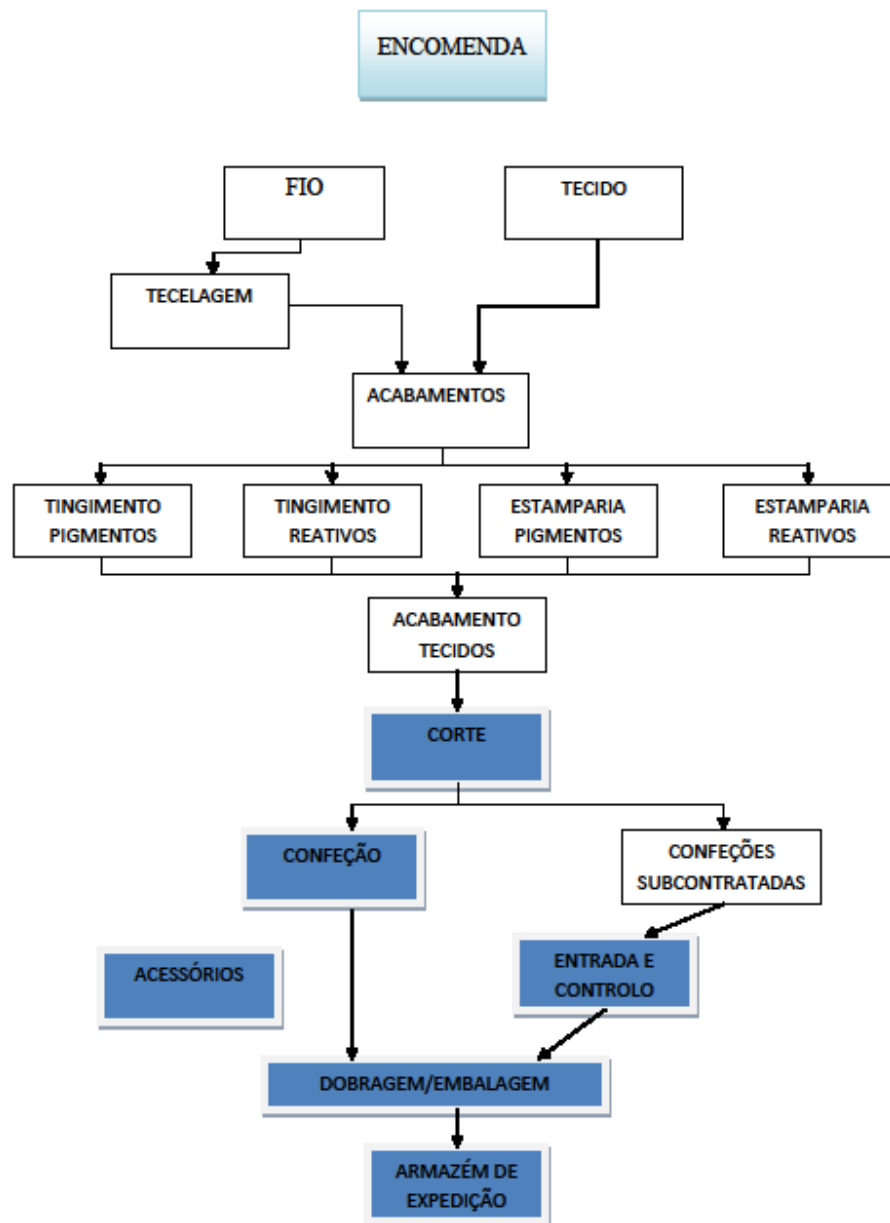 ENCOMENDA
FIO
TECIDO
TECELAGEM
ACABAMENTOS
TINGIMENTO
PIGMENTOS
TINGIMENTO
REATIVOS
ESTAMPARIA
PIGMENTOS
ESTAMPARIA
REATIVOS
ACABAMENTO
TECIDOS
CORTE
CONFEÇÃO
CONFEÇÕES
SUBCONTRATADAS
ACESSÓRIOS
ENTRADA E
CONTROLO
DOBRAGEM/EMBALAGEM
ARMAZÉM DE
EXPEDIÇÃO